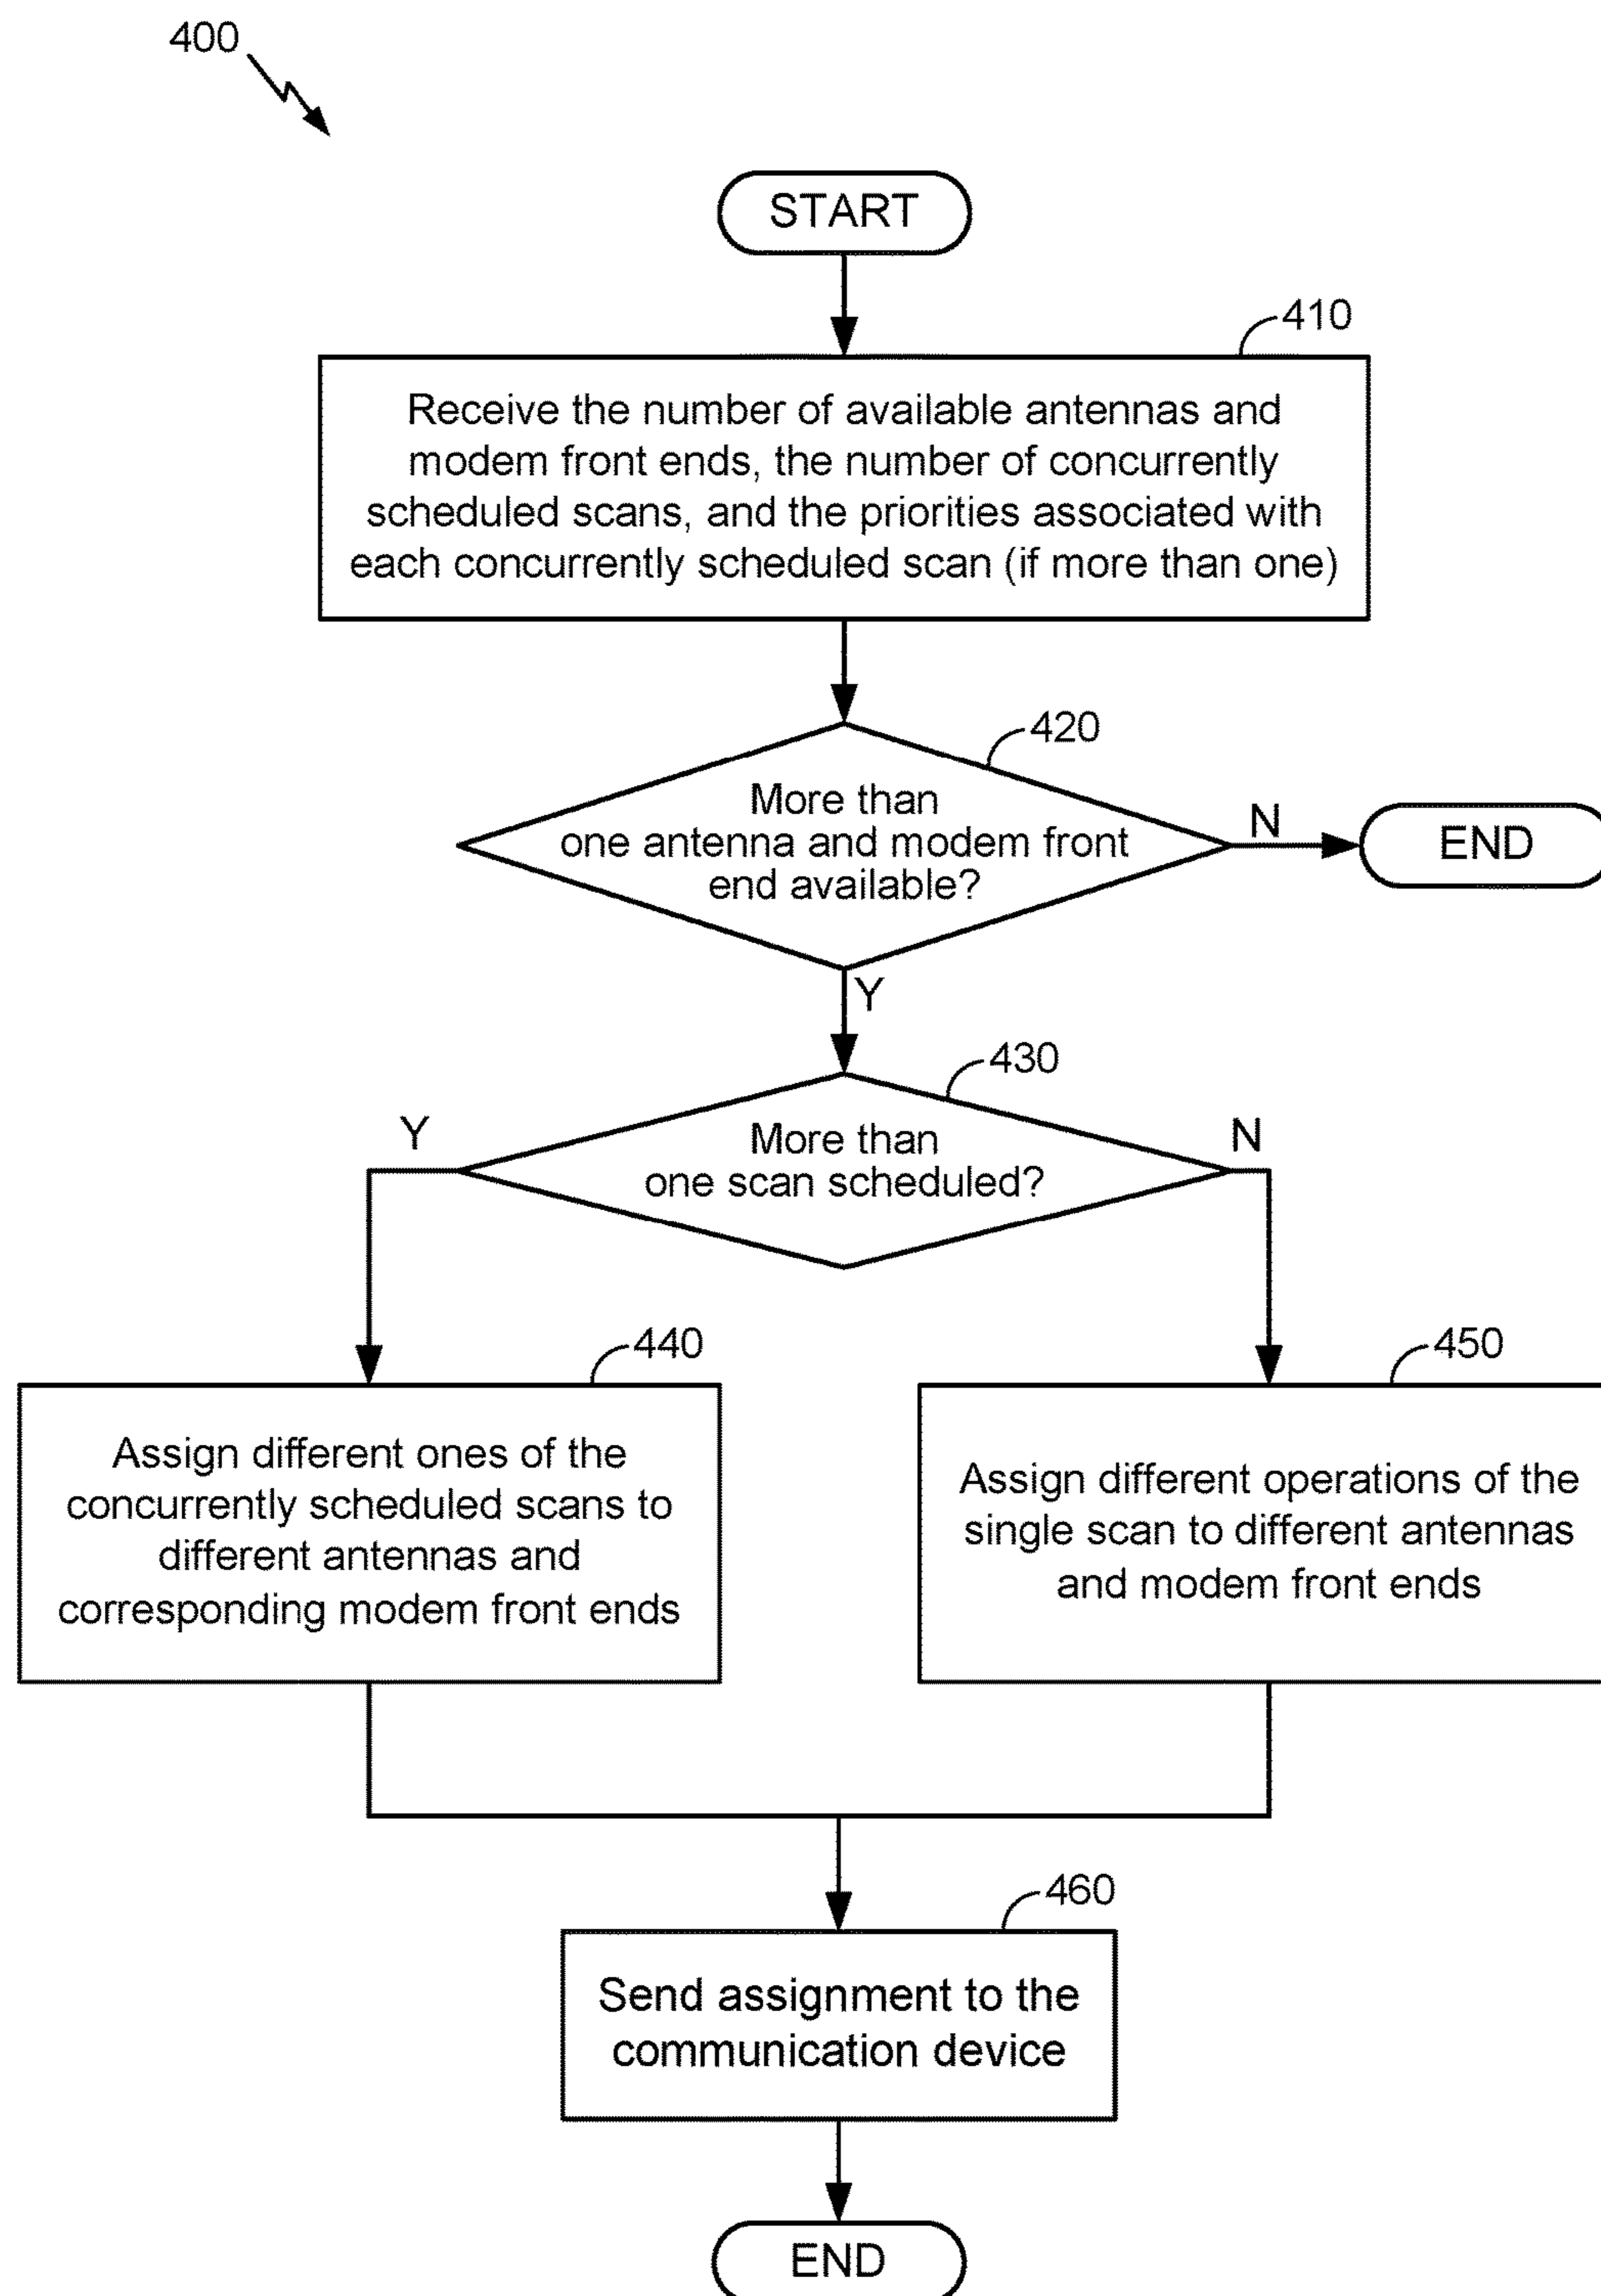 400
START
410
Receive the number of available antennas and
modem front ends, the number of concurrently
scheduled scans, and the priorities associated with
each concurrently scheduled scan (if more than one)
420
More than
one antenna and modem front
end available?
N
END
Y
430
Y
More than
one scan scheduled?
N
440
Assign different ones of the
concurrently scheduled scans to
different antennas and
corresponding modem front ends
450
Assign different operations of the
single scan to different antennas
and modem front ends
460
Send assignment to the
communication device
END